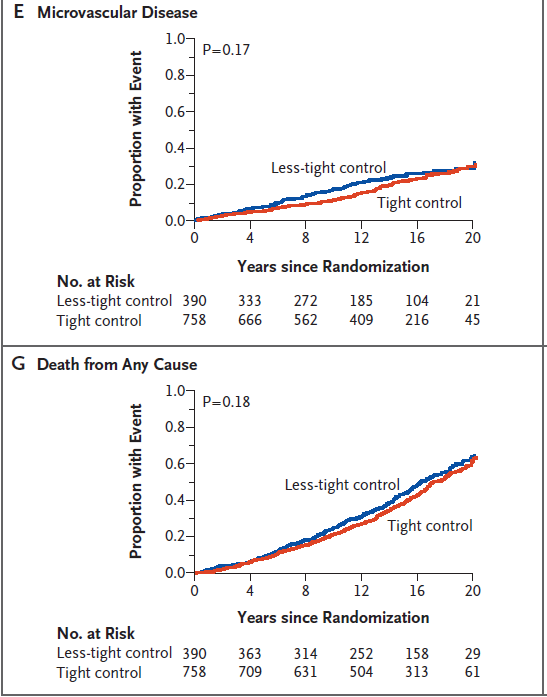 E Microvascular Disease
1.0
P=0.17
0.8
0.6
0.4
Less-tight control
0.2
Tight control
0.0
Proportion with Event
0 4 8 12 16 20
Years since Randomization
No. at Risk
Less-tight control 390 333 272 185 104 21
Tight control 758 666 562 409 216 45
G Death from Any Cause
1.0
P=0.18
0.8
0.6
Less-tight control
0.4
Tight control
0.2
0.0
Proportion with Event
0 4 8 12 16 20
Years since Randomization
No. at Risk
Less-tight control 390 363 314 252 158 29
Tight control 758 709 631 504 313 61